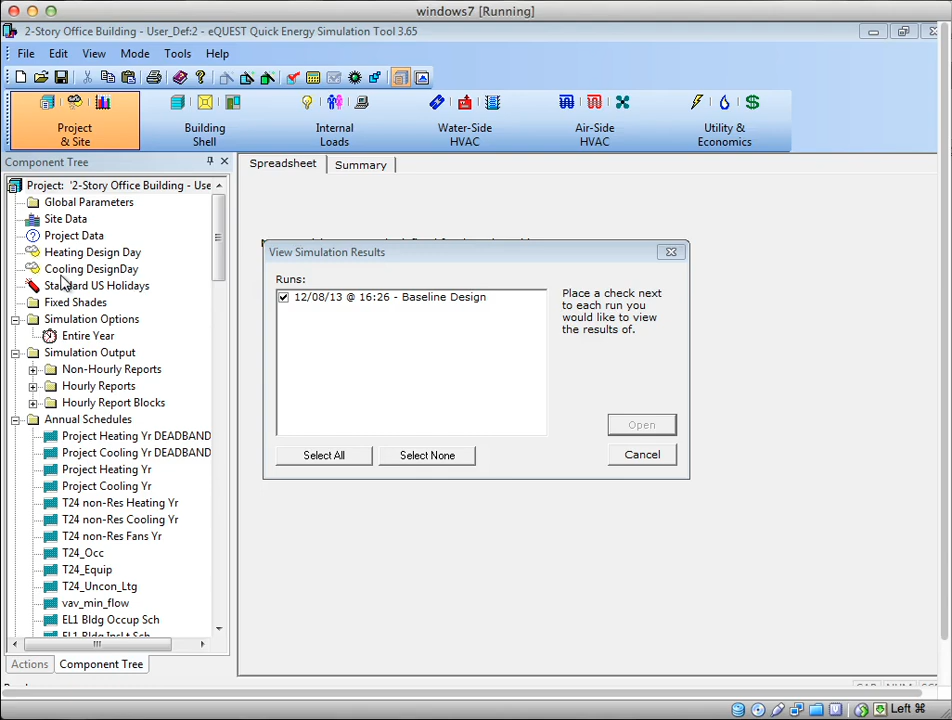 windows7 [Running]
2-Story Office Building - User_Def:2 - eQUEST Quick Energy Simulation Tool 3.65
File Edit View Mode Tools Help
Project & Site
Building Shell
Internal Loads
Water-Side HVAC
Air-Side HVAC
Utility & Economics
Component Tree
Spreadsheet Summary
Project: '2-Story Office Building - Use
Global Parameters
Site Data
Project Data
Heating Design Day
Cooling DesignDay
Standard US Holidays
Fixed Shades
Simulation Options
Entire Year
Simulation Output
Non-Hourly Reports
Hourly Reports
Hourly Report Blocks
Annual Schedules
Project Heating Yr DEADBAND
Project Cooling Yr DEADBAND
Project Heating Yr
Project Cooling Yr
T24 non-Res Heating Yr
T24 non-Res Cooling Yr
T24 non-Res Fans Yr
T24_Occ
T24_Equip
T24_Uncon_Ltg
vav_min_flow
EL1 Bldg Occup Sch
EL1 Bldg InsLt Sch
Actions Component Tree
View Simulation Results
Runs:
12/08/13 @ 16:26 - Baseline Design
Place a check next
to each run you
would like to view
the results of.
Open
Select All Select None Cancel
Left ⌘